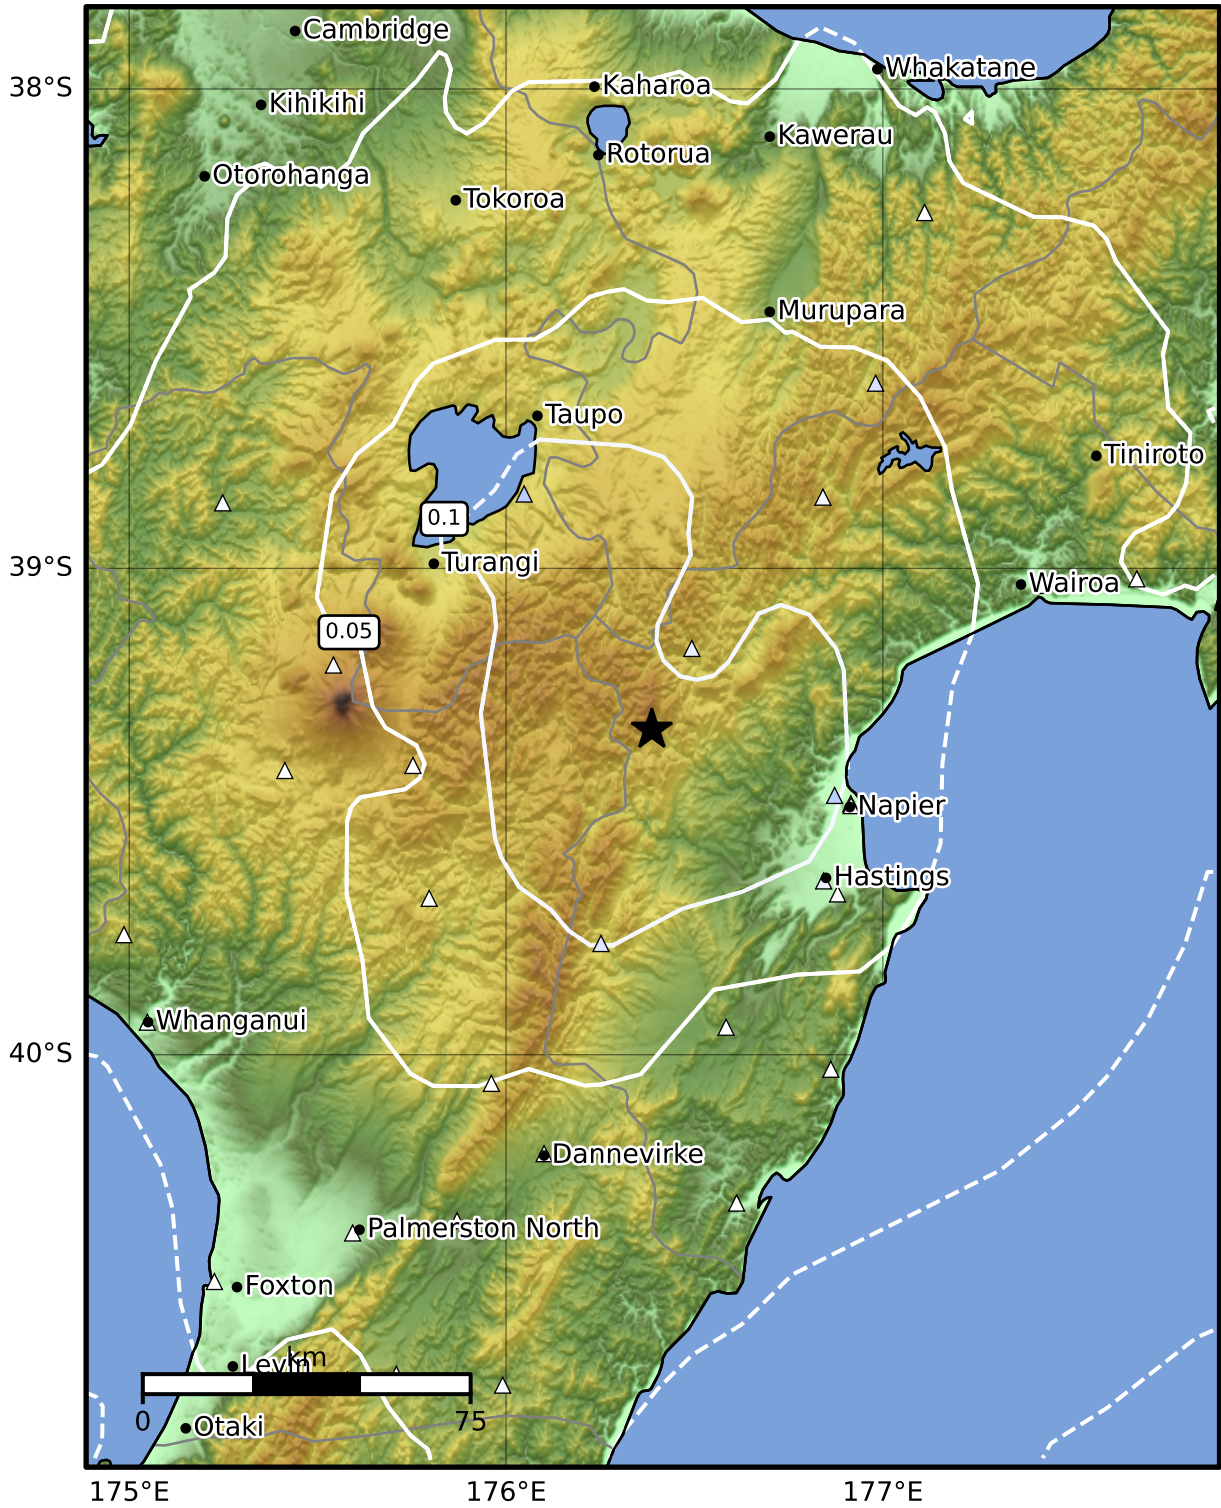 Cambridge
Whakatane
Kaharoa
38°S
Kihikihi
Kawerau
Rotorua
Otorohanga
Tokoroa
Murupara
Taupo
Tiniroto
0.1
Turangi
39°S
Wairoa
0.05
Napier
Hastings
Whanganui
40°S
Dannevirke
Palmerston North
Foxton
Levin
km
0
75
Otaki
175°E
176°E
177°E